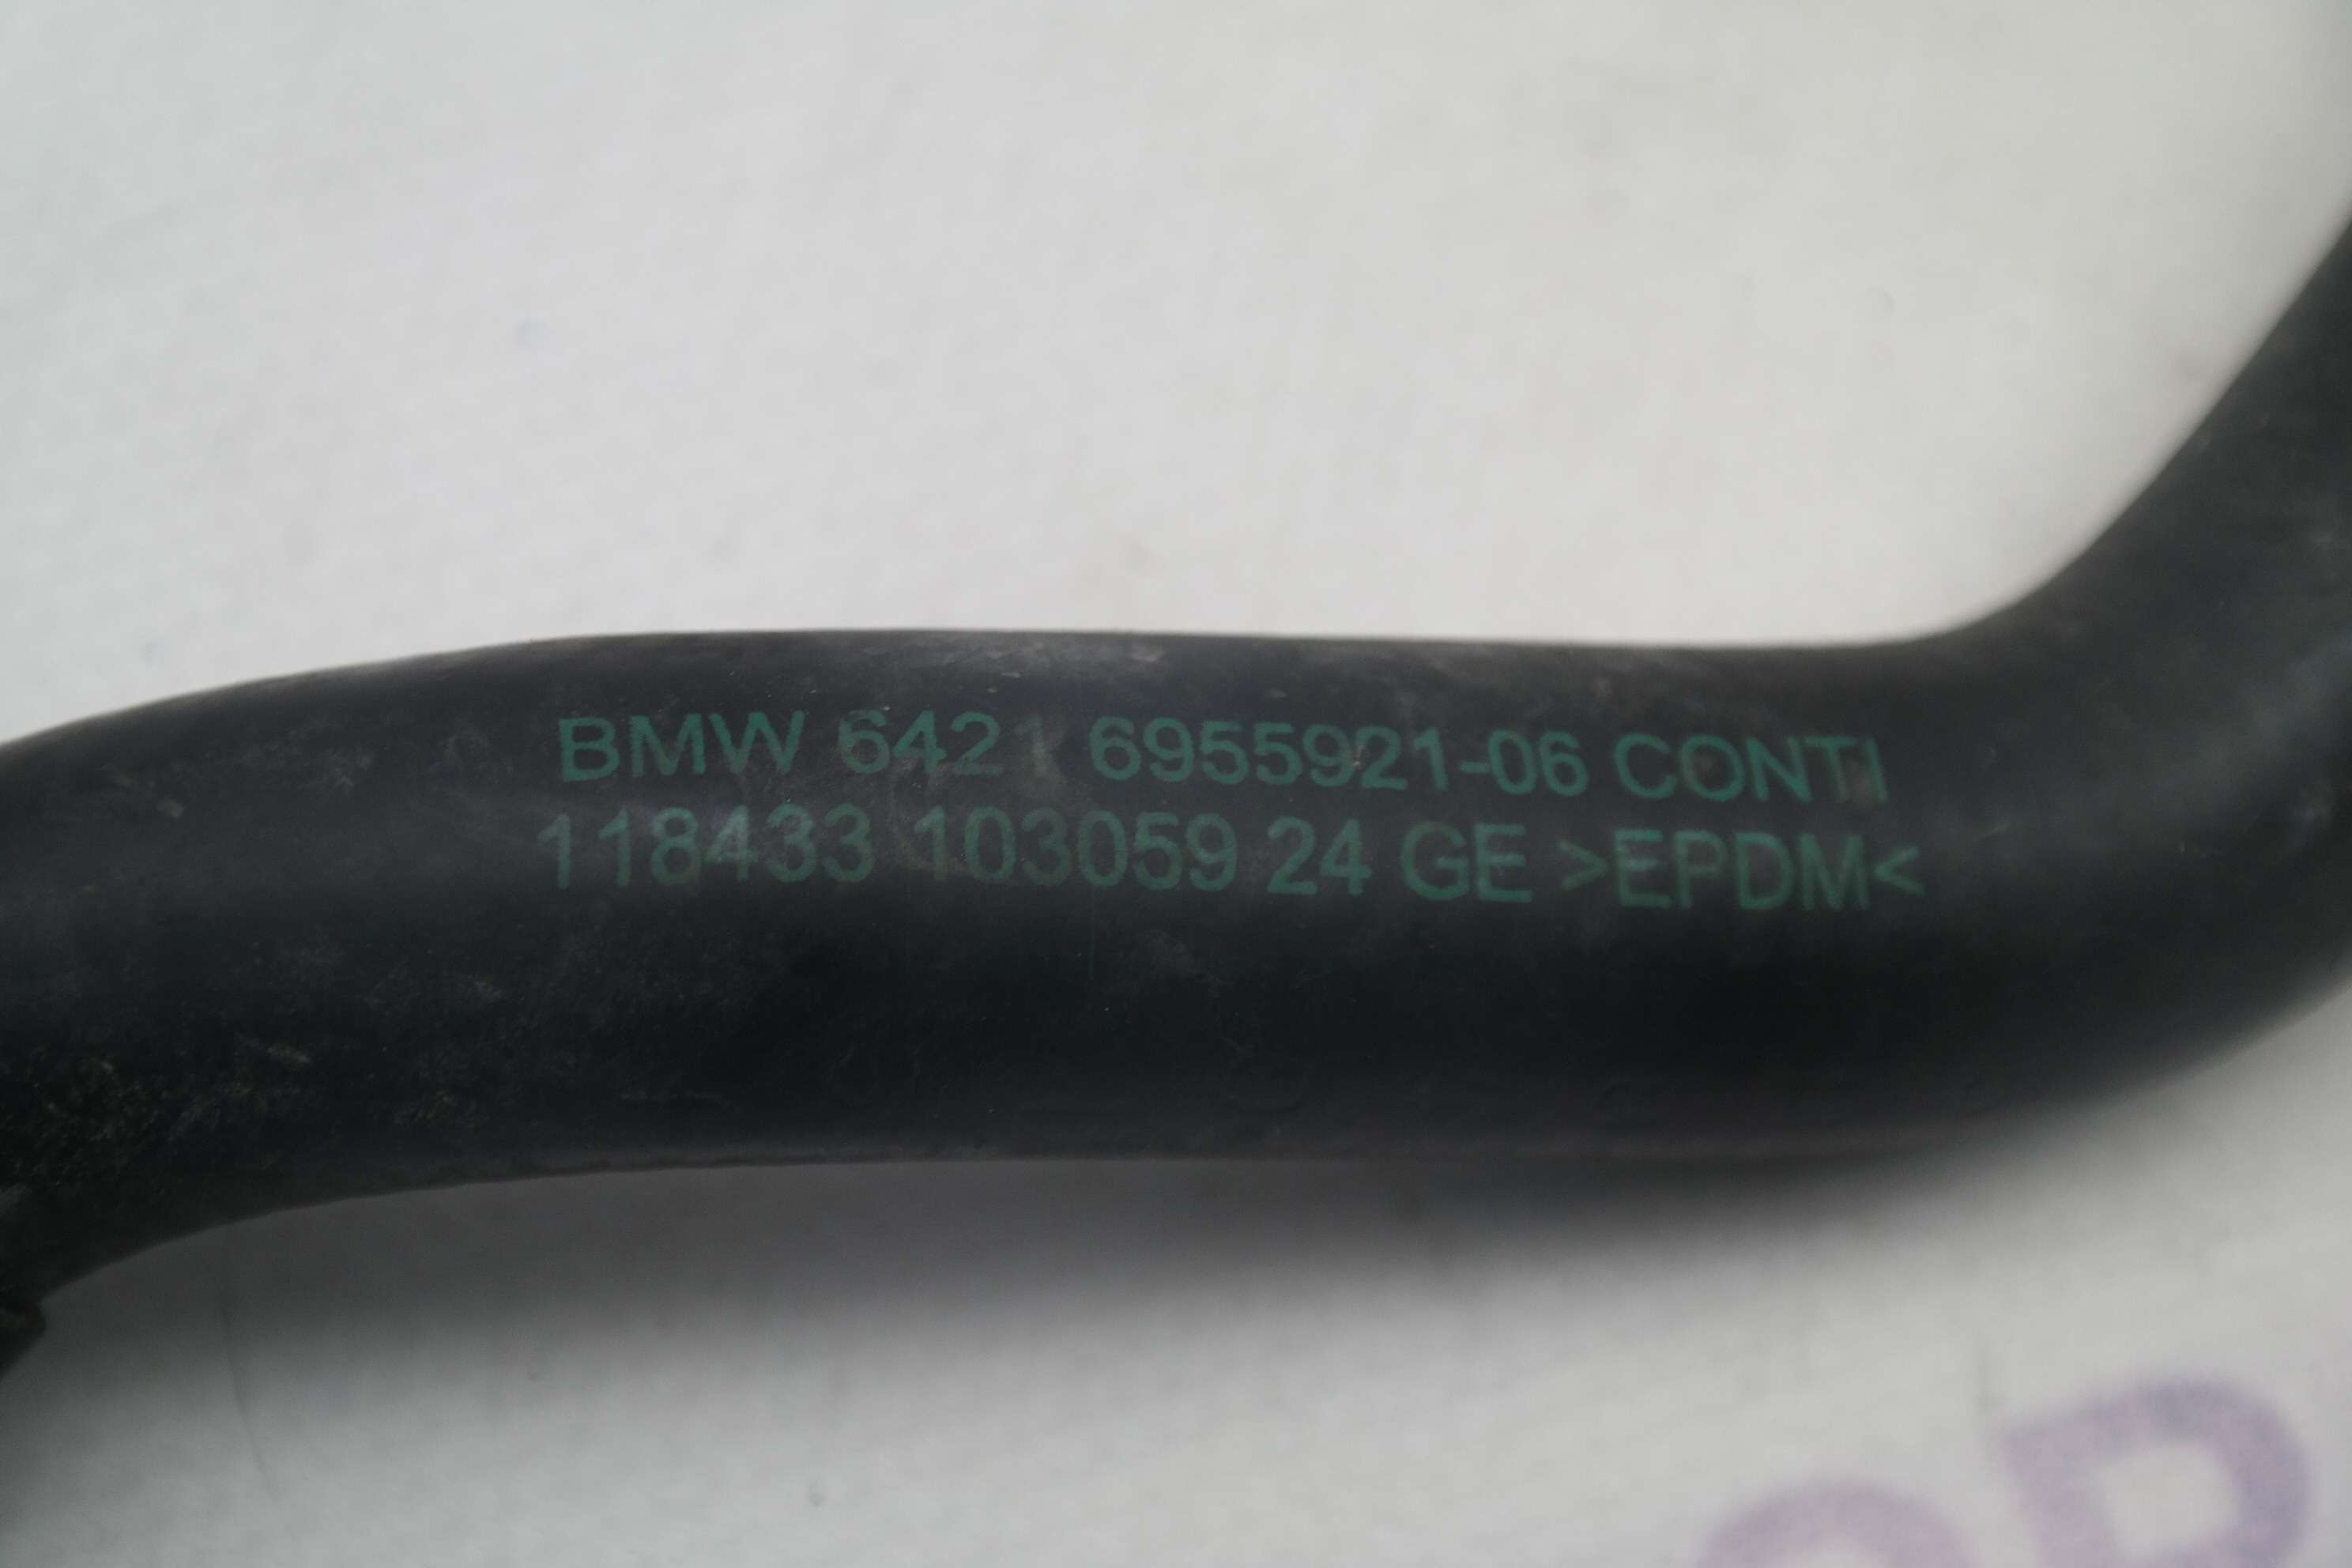 BMW 6421 6955921-06 CONTI
118433 103059 24 GE >EPDM<